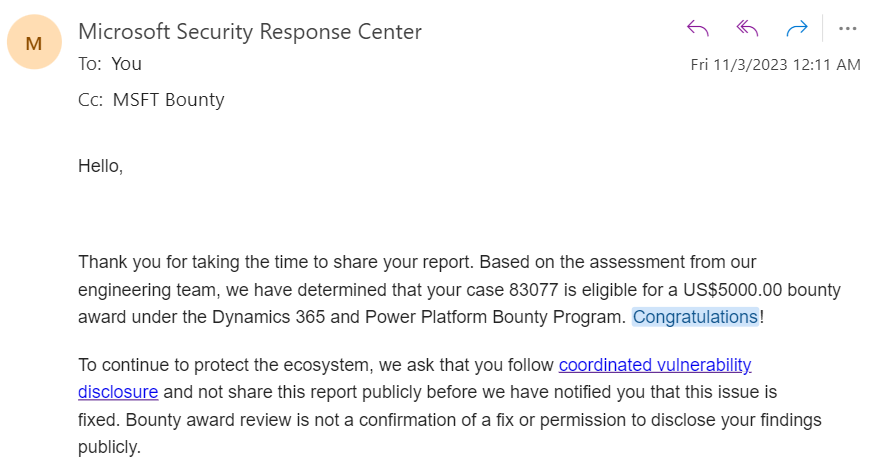 M
Microsoft Security Response Center
To: You
Fri 11/3/2023 12:11 AM
Cc: MSFT Bounty
Hello,
Thank you for taking the time to share your report. Based on the assessment from our
engineering team, we have determined that your case 83077 is eligible for a US$5000.00 bounty
award under the Dynamics 365 and Power Platform Bounty Program. Congratulations!
To continue to protect the ecosystem, we ask that you follow coordinated vulnerability
disclosure and not share this report publicly before we have notified you that this issue is
fixed. Bounty award review is not a confirmation of a fix or permission to disclose your findings
publicly.